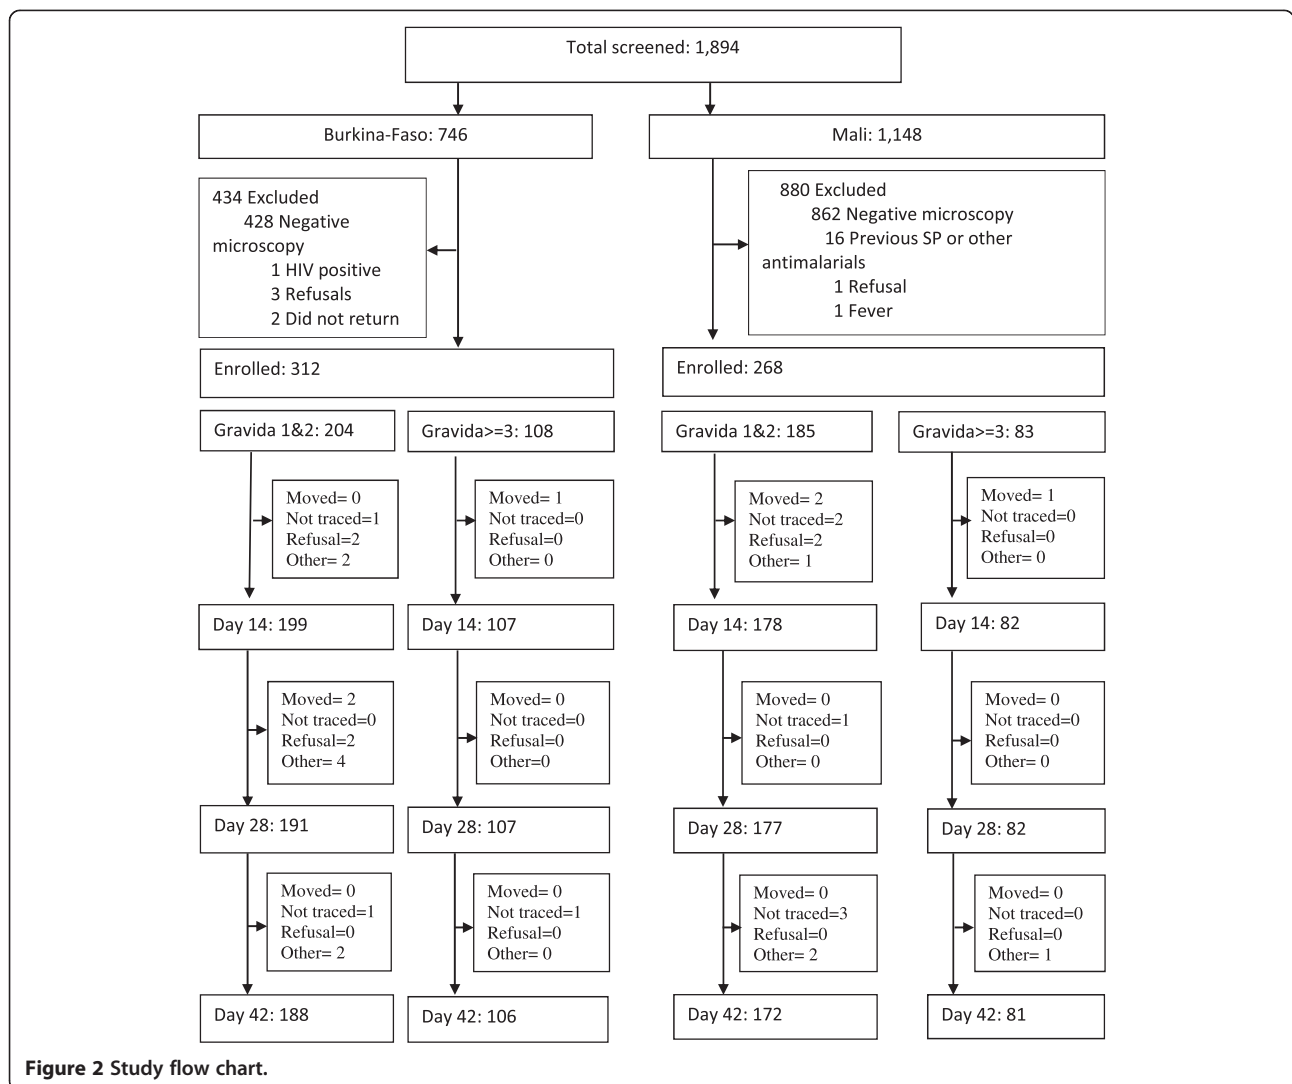 Total screened: 1,894
Burkina-Faso: 746
Mali: 1,148
434 Excluded
428 Negative
microscopy
1 HIV positive
3 Refusals
2 Did not return
880 Excluded
862 Negative microscopy
16 Previous SP or other
antimalarials
1 Refusal
1 Fever
Enrolled: 312
Enrolled: 268
Gravida 1&2: 204
Gravida>=3: 108
Gravida 1&2: 185
Gravida>=3: 83
Moved= 0
Not traced=1
Refusal=2
Other= 2
Moved= 1
Not traced=0
Refusal=0
Other= 0
Moved= 2
Not traced=2
Refusal=2
Other= 1
Moved= 1
Not traced=0
Refusal=0
Other= 0
Day 14: 199
Day 14: 107
Day 14: 178
Day 14: 82
Moved= 2
Not traced=0
Refusal=2
Other= 4
Moved= 0
Not traced=0
Refusal=0
Other=0
Moved= 0
Not traced=1
Refusal=0
Other= 0
Moved= 0
Not traced=0
Refusal=0
Other= 0
Day 28: 191
Day 28: 107
Day 28: 177
Day 28: 82
Moved= 0
Not traced=1
Refusal=0
Other= 2
Moved= 0
Not traced=1
Refusal=0
Other= 0
Moved= 0
Not traced=3
Refusal=0
Other= 2
Moved= 0
Not traced=0
Refusal=0
Other= 1
Day 42: 188
Day 42: 106
Day 42: 172
Day 42: 81
Figure 2 Study flow chart.